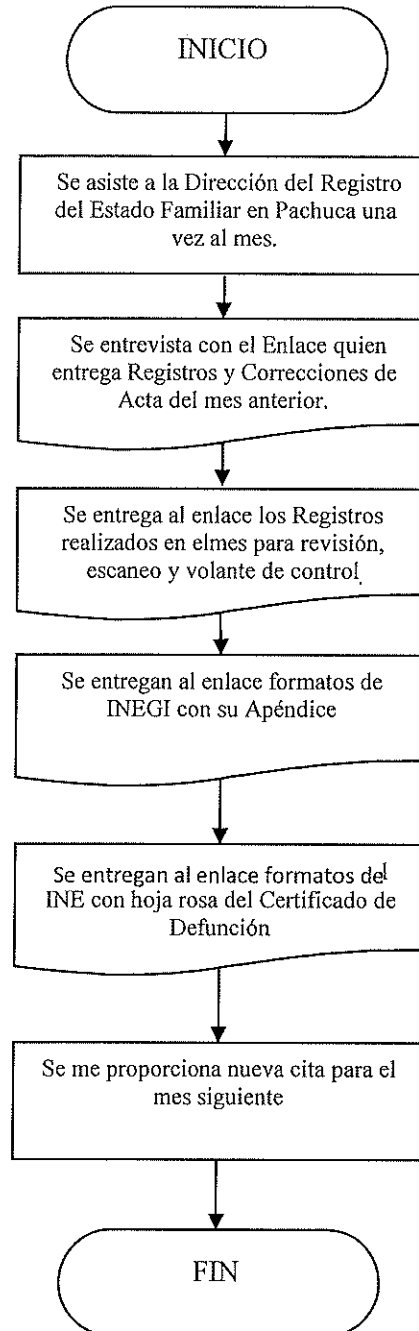 INICIO
Se asiste a la Dirección del Registro
del Estado Familiar en Pachuca una
vez al mes.
Se entrevista con el Enlace quien
entrega Registros y Correcciones de
Acta del mes anterior.
Se entrega al enlace los Registros
realizados en elmes para revisión,
escaneo y volante de control.
Se entregan al enlace formatos de
INEGI con su Apéndice
Se entregan al enlace formatos del
INE con hoja rosa del Certificado de
Defunción
Se me proporciona nueva cita para el
mes siguiente
FIN